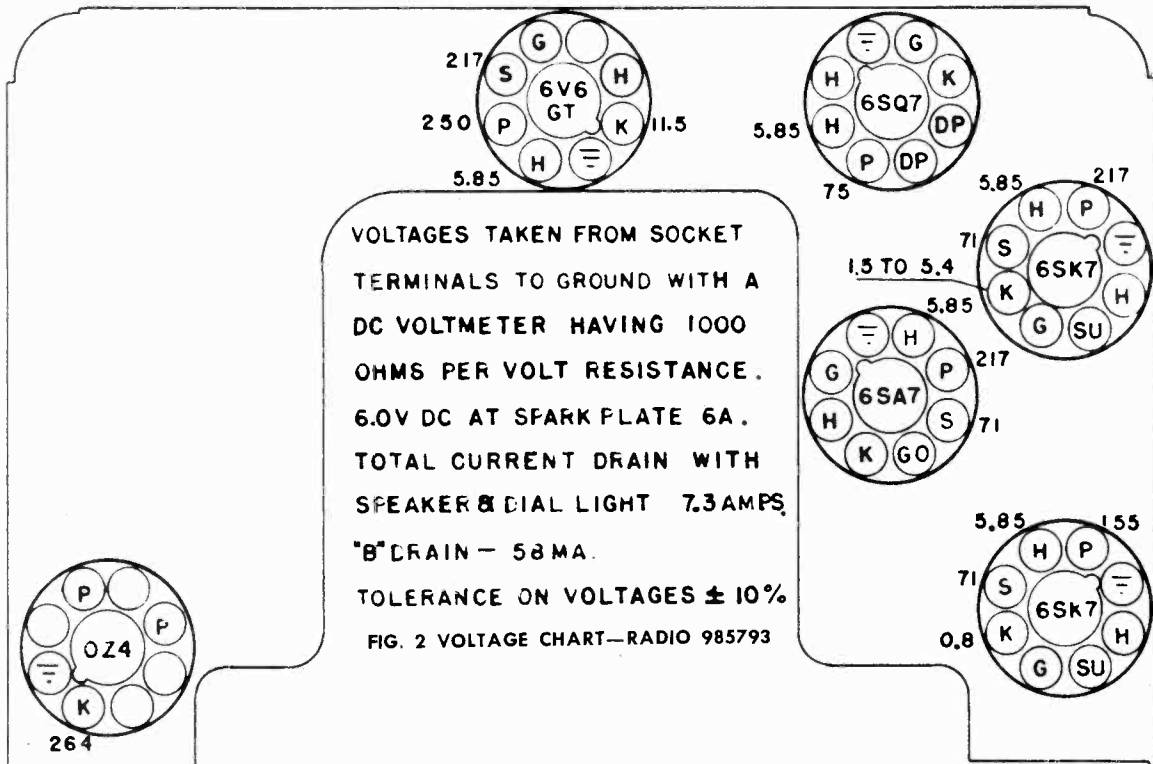 G
217 S H
6V6
GT
250 P K 11.5
5.85 H
G
H K
6SQ7
5.85 H DP
P DP
75
5.85 217
H P
71 S
6SK7
1.5 TO 5.4 K H
G SU
5.85
H
G P 217
6SA7
H S 71
K GO
5.85 155
H P
71 S
6SK7
0.8 K H
G SU
P
P
0Z4
K
264
VOLTAGES TAKEN FROM SOCKET
TERMINALS TO GROUND WITH A
DC VOLTMETER HAVING 1000
OHMS PER VOLT RESISTANCE.
6.0V DC AT SPARK PLATE 6A.
TOTAL CURRENT DRAIN WITH
SPEAKER & DIAL LIGHT 7.3 AMPS.
"B" DRAIN — 58 MA.
TOLERANCE ON VOLTAGES ± 10%
FIG. 2 VOLTAGE CHART—RADIO 985793